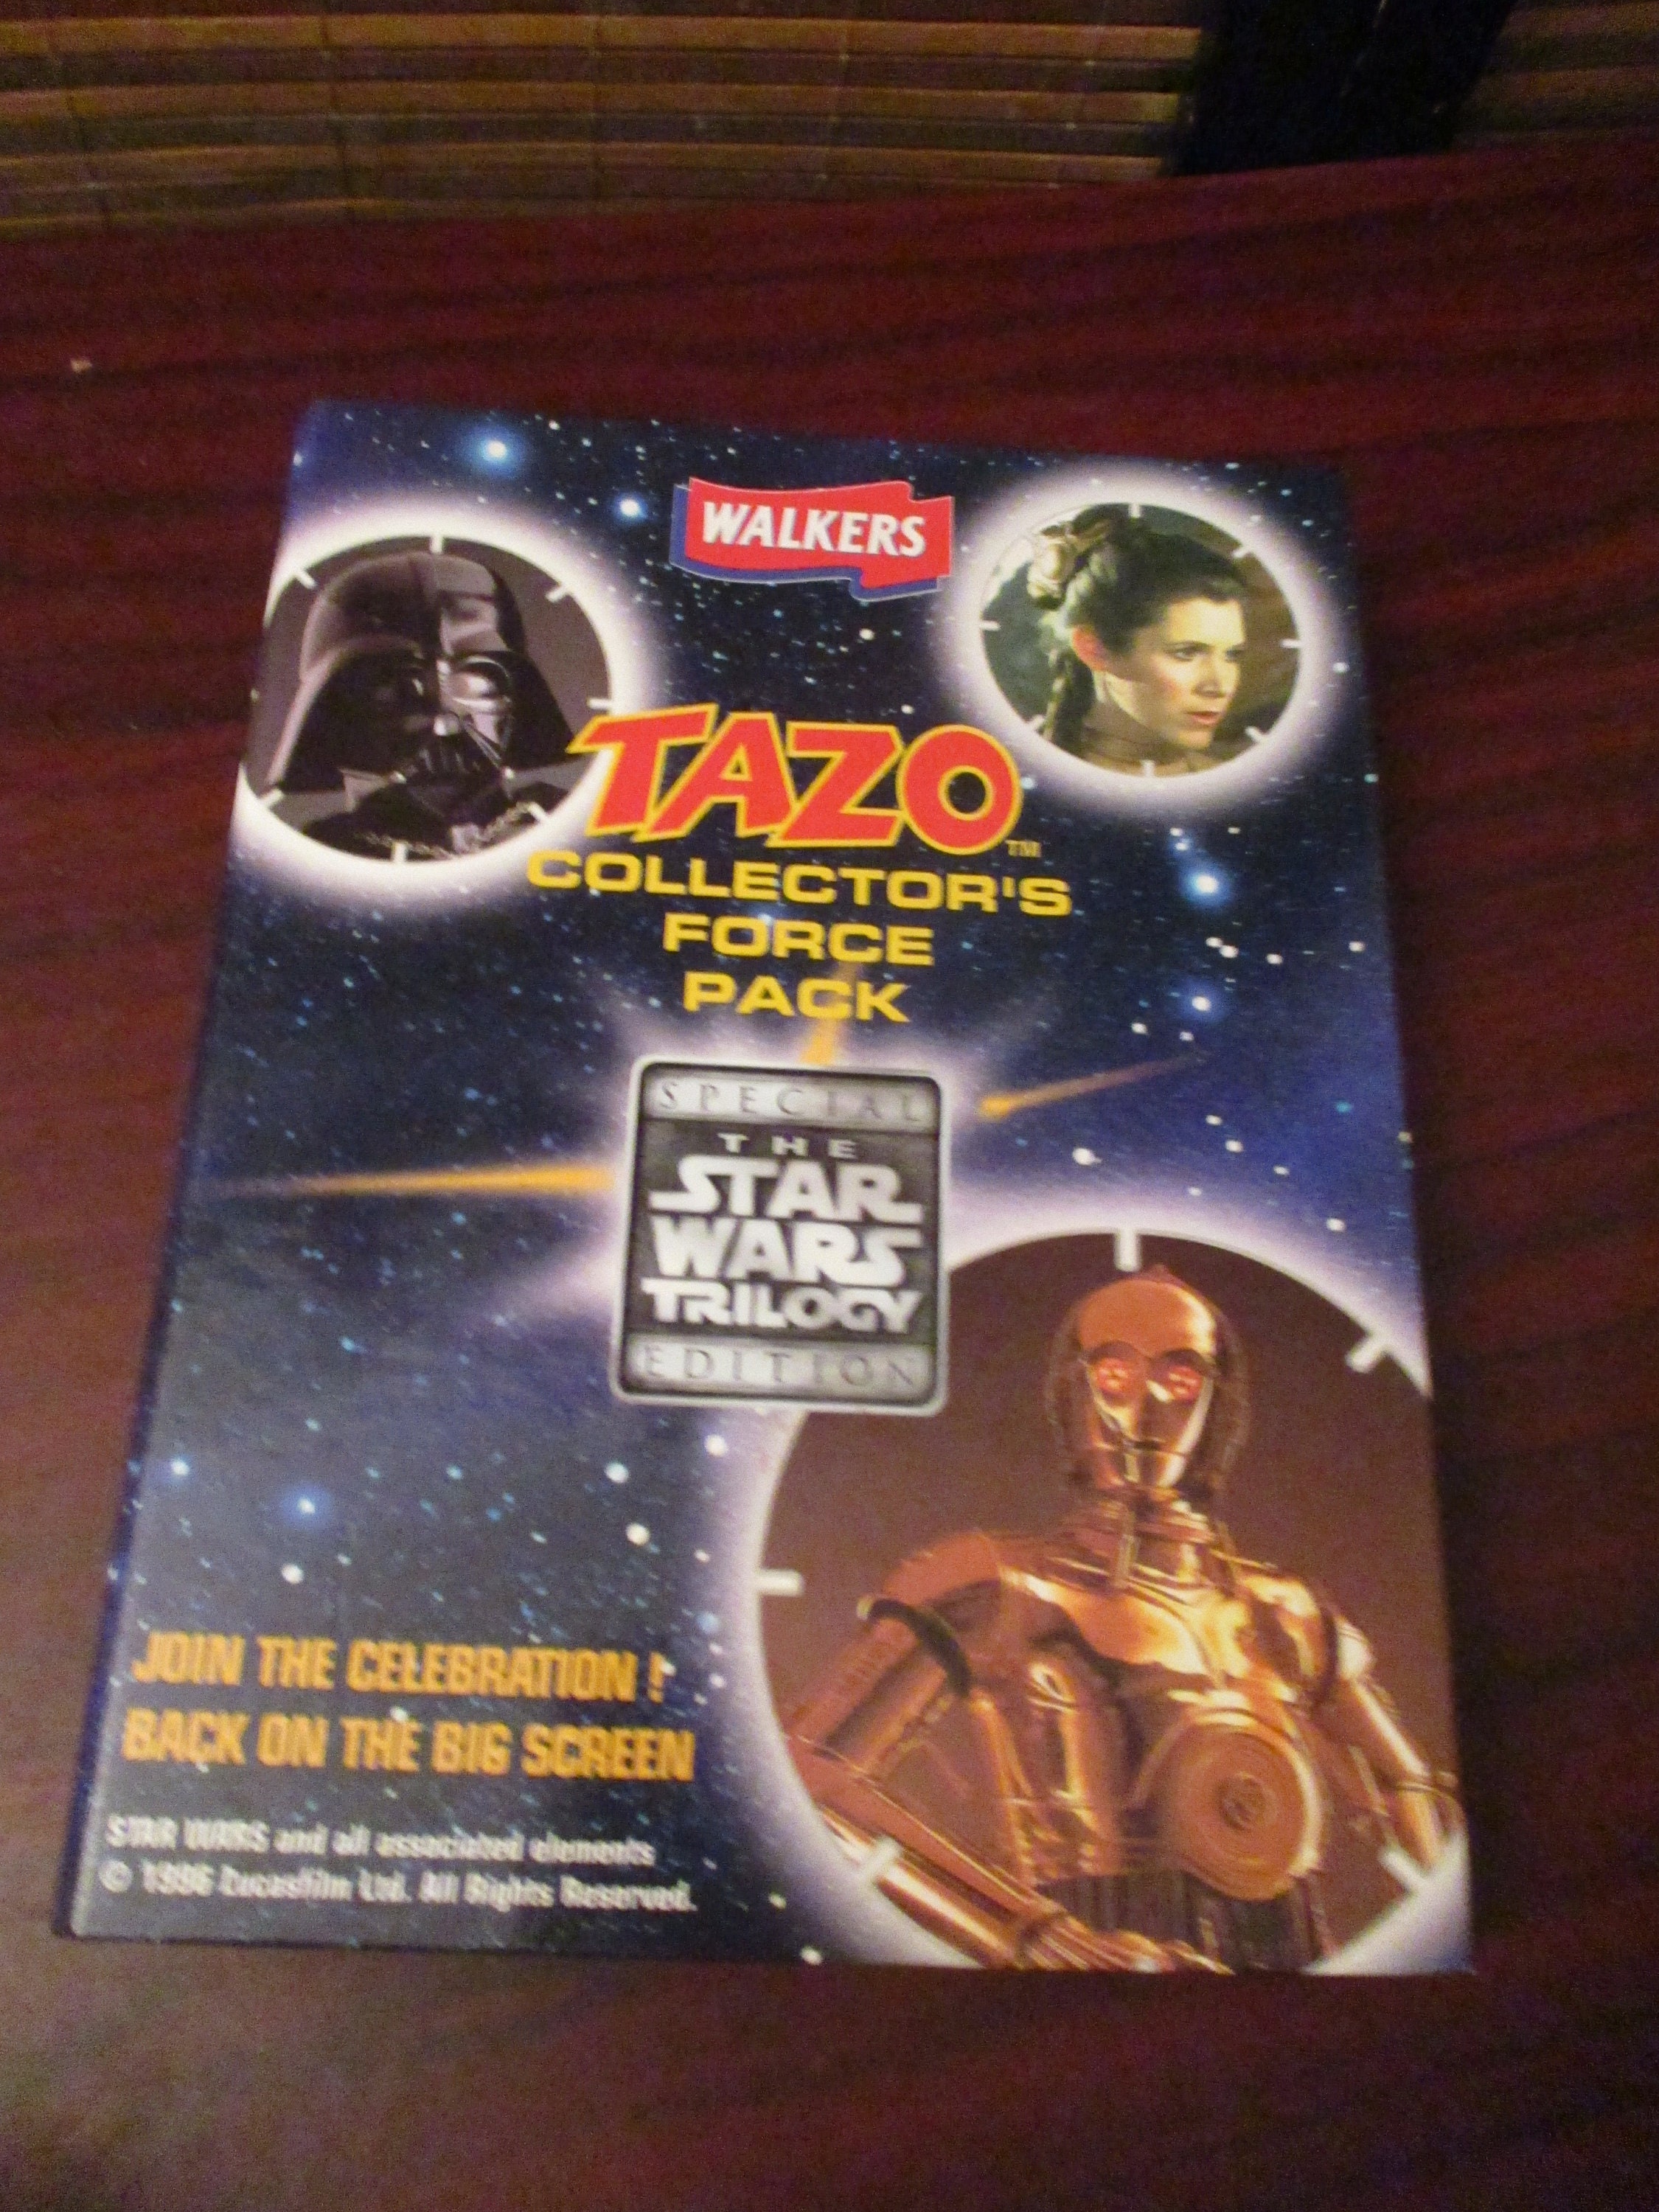 WALKERS
TAZO™
COLLECTOR'S
FORCE
PACK
SPECIAL
THE
STAR
WARS
TRILOGY
EDITION
JOIN THE CELEBRATION !
BACK ON THE BIG SCREEN
STAR WARS and all associated elements
© 1996 Lucasfilm Ltd. All Rights Reserved.